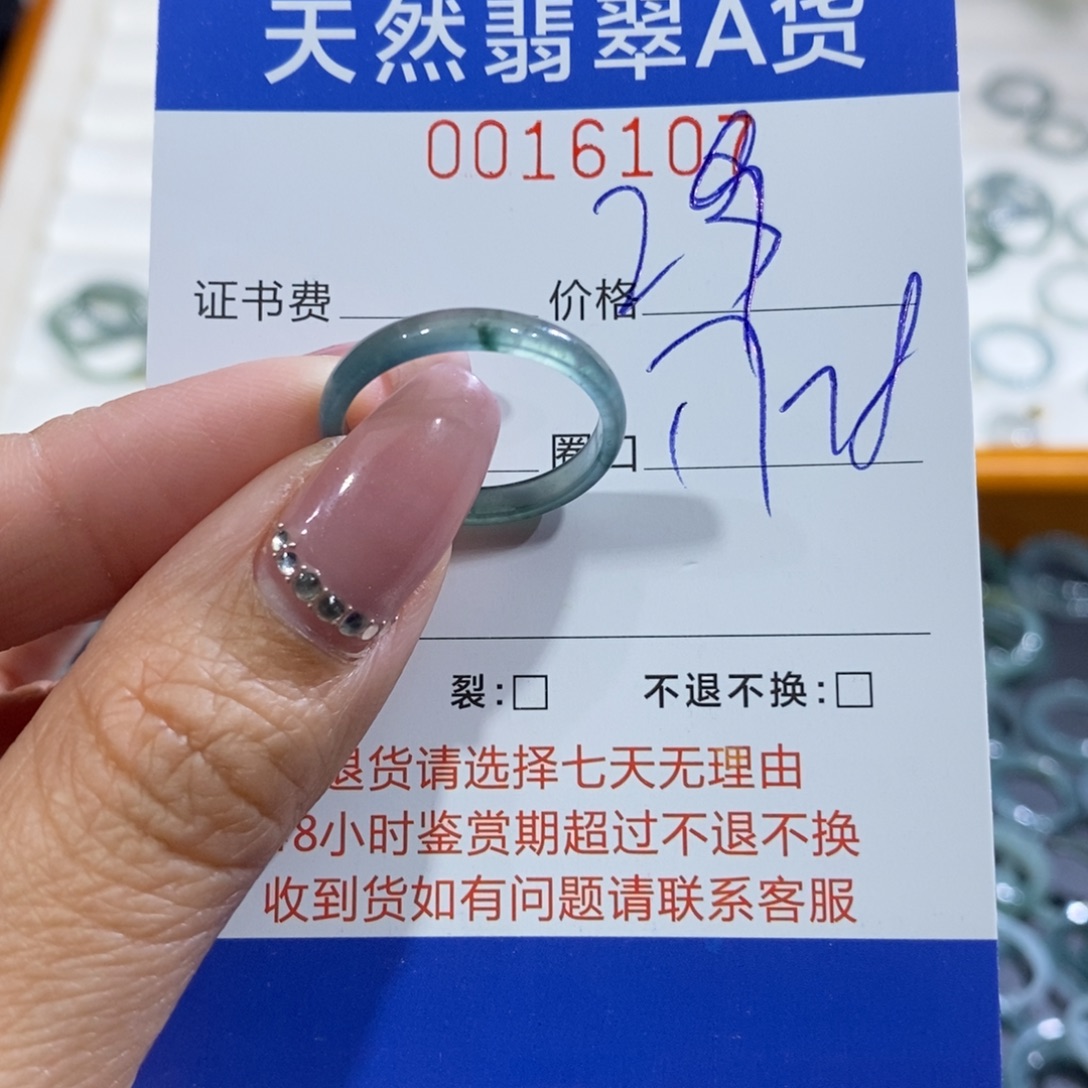 天然翡翠A货
0016107
证书费 价格
圈口
裂:□ 不退不换:□
退货请选择七天无理由
8小时鉴赏期超过不退不换
收到货如有问题请联系客服